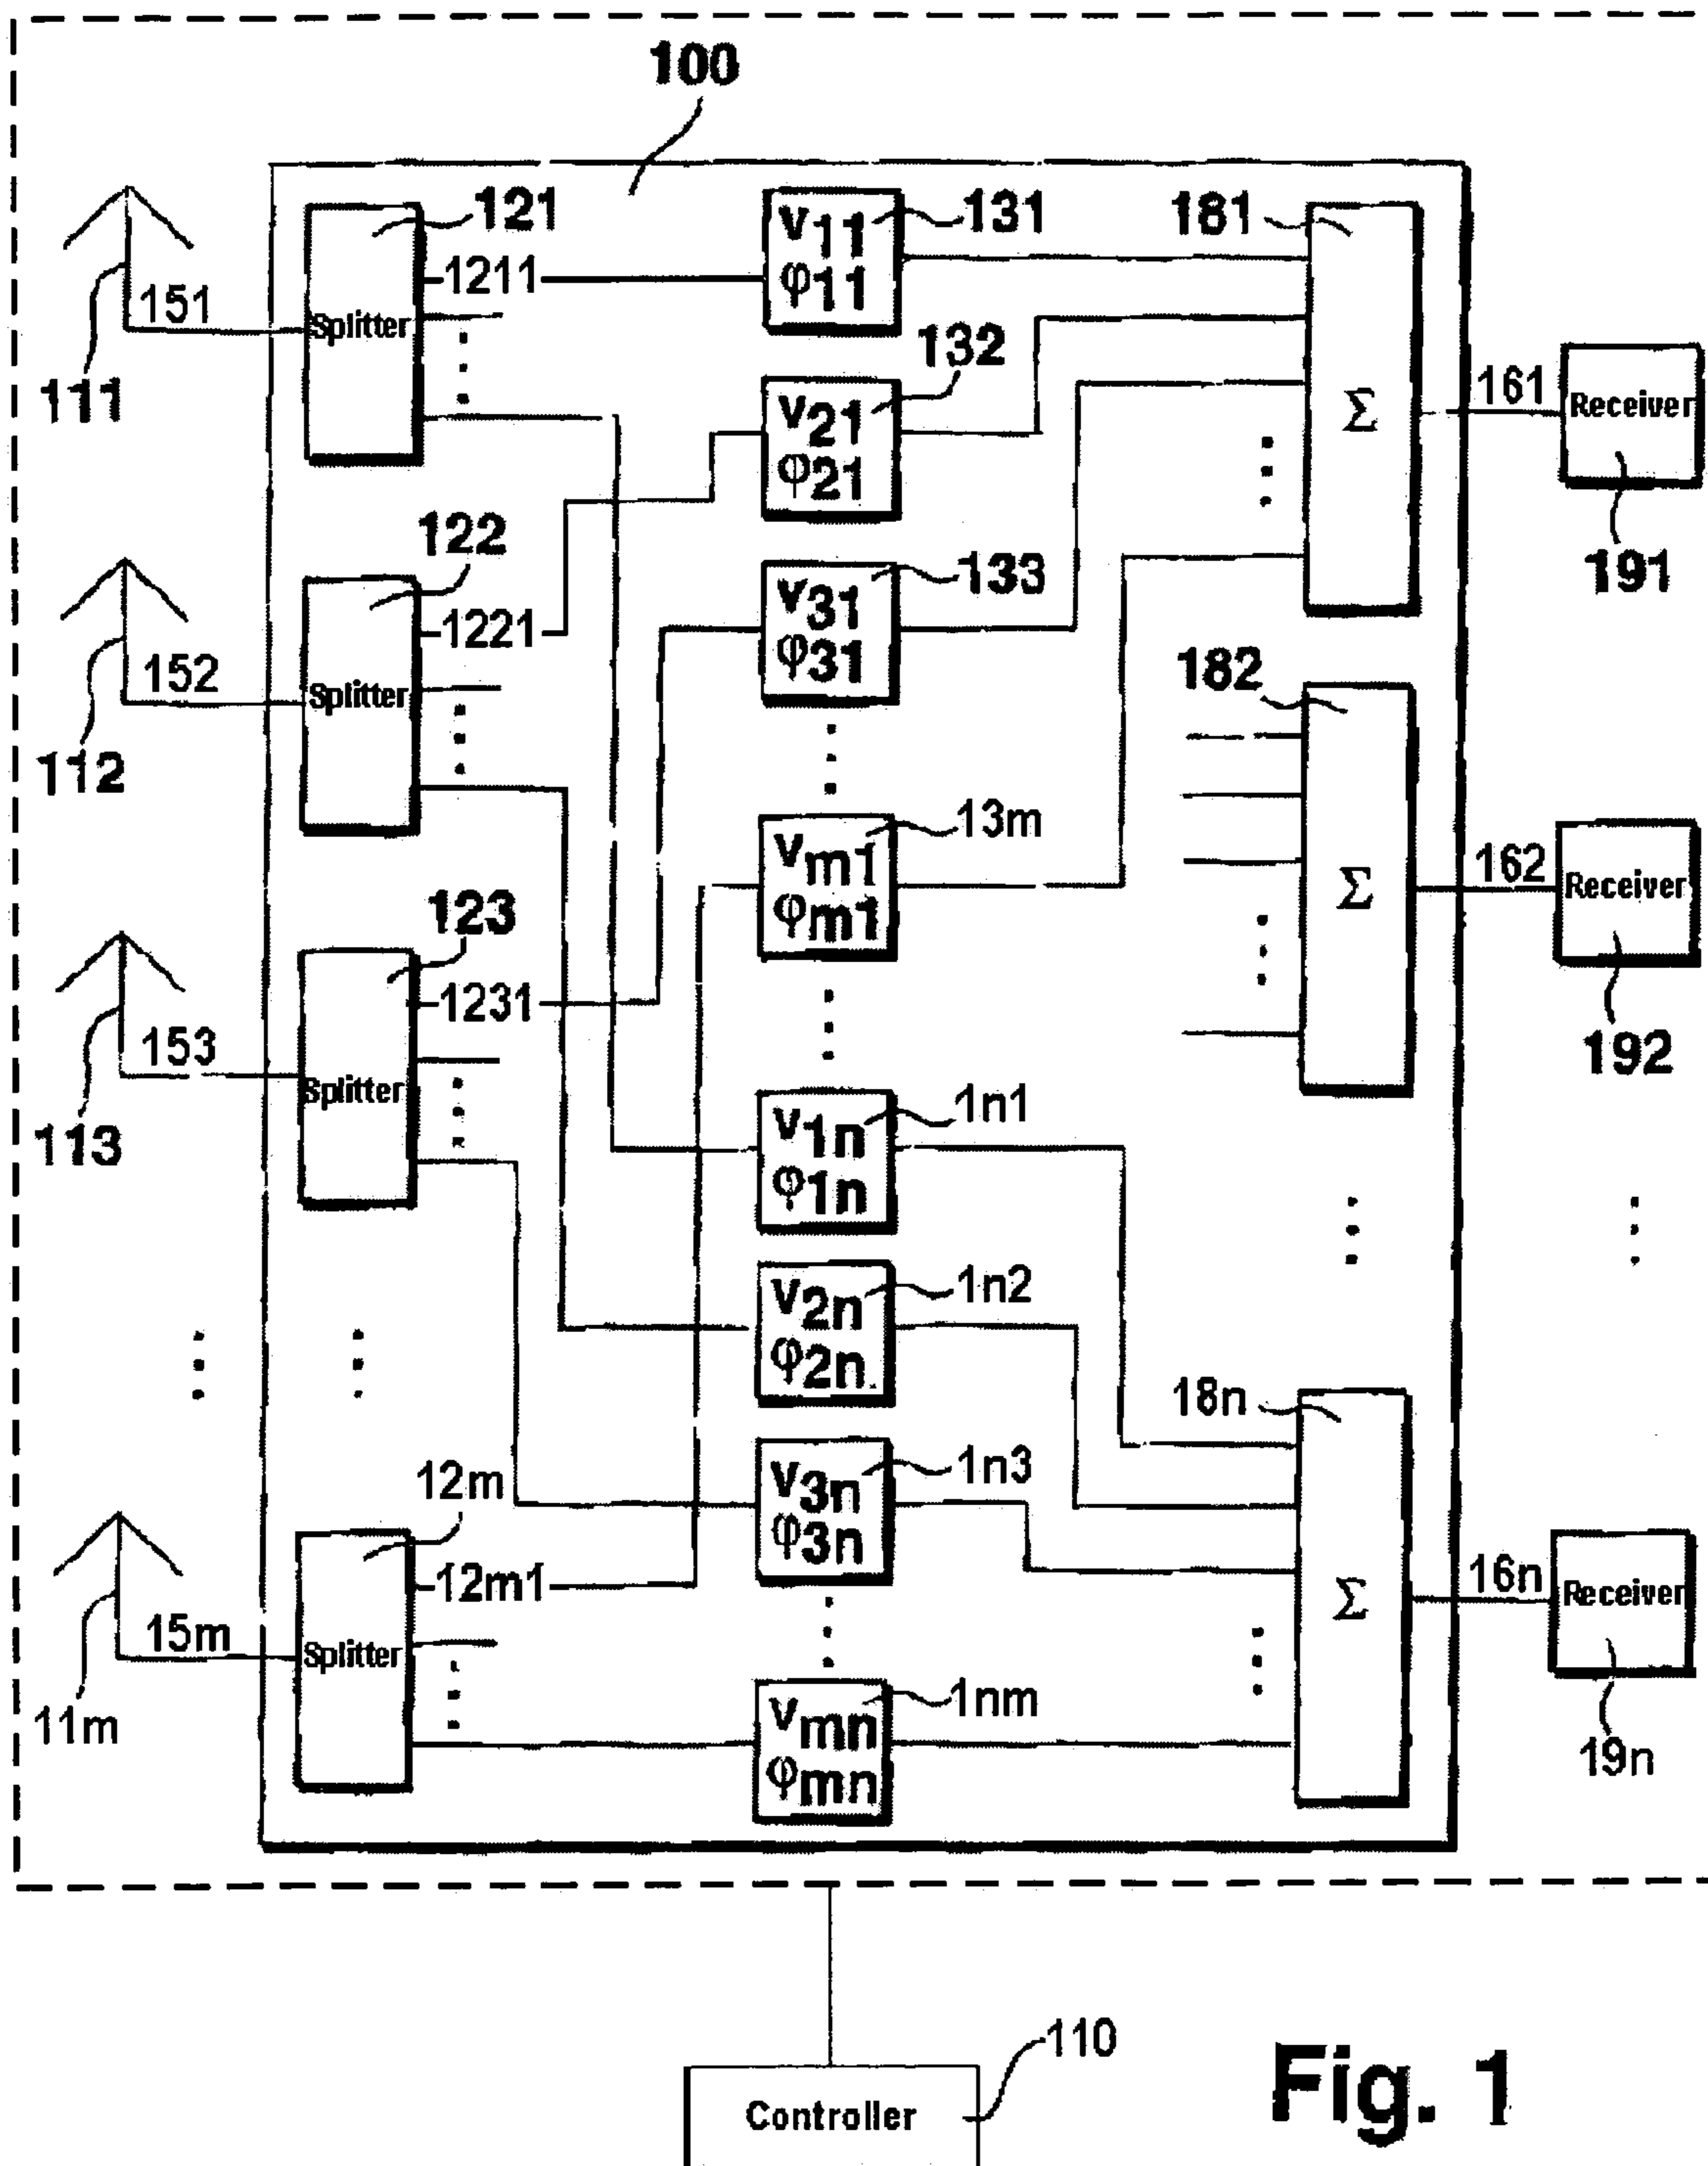 100
121
131
181
1211
V11
φ11
151
Splitter
111
132
V21
φ21
Σ
161
Receiver
191
122
133
1221
V31
φ31
152
Splitter
112
182
13m
Vm1
φm1
Σ
162
Receiver
192
123
1231
153
Splitter
113
1n1
V1n
φ1n
1n2
V2n
φ2n
18n
1n3
V3n
φ3n
12m
12m1
15m
Splitter
11m
Σ
16n
Receiver
19n
1nm
Vmn
φmn
110
Controller
Fig. 1